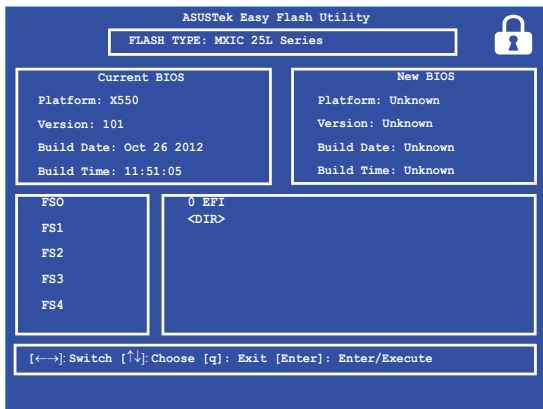 ASUSTek Easy Flash Utility
FLASH TYPE: MXIC 25L Series
Current BIOS
Platform: X550
Version: 101
Build Date: Oct 26 2012
Build Time: 11:51:05
New BIOS
Platform: Unknown
Version: Unknown
Build Date: Unknown
Build Time: Unknown
FSO
FS1
FS2
FS3
FS4
0 EFI
<DIR>
[←→]: Switch [↑↓]: Choose [q]: Exit [Enter]: Enter/Execute